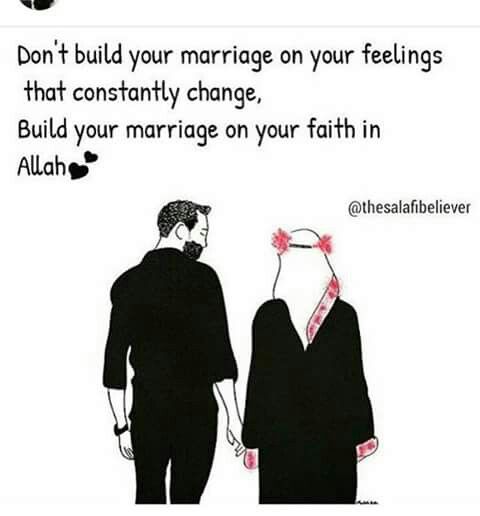 Don't build your marriage on your feelings
that constantly change,
Build your marriage on your faith in
Allah
@thesalafibeliever